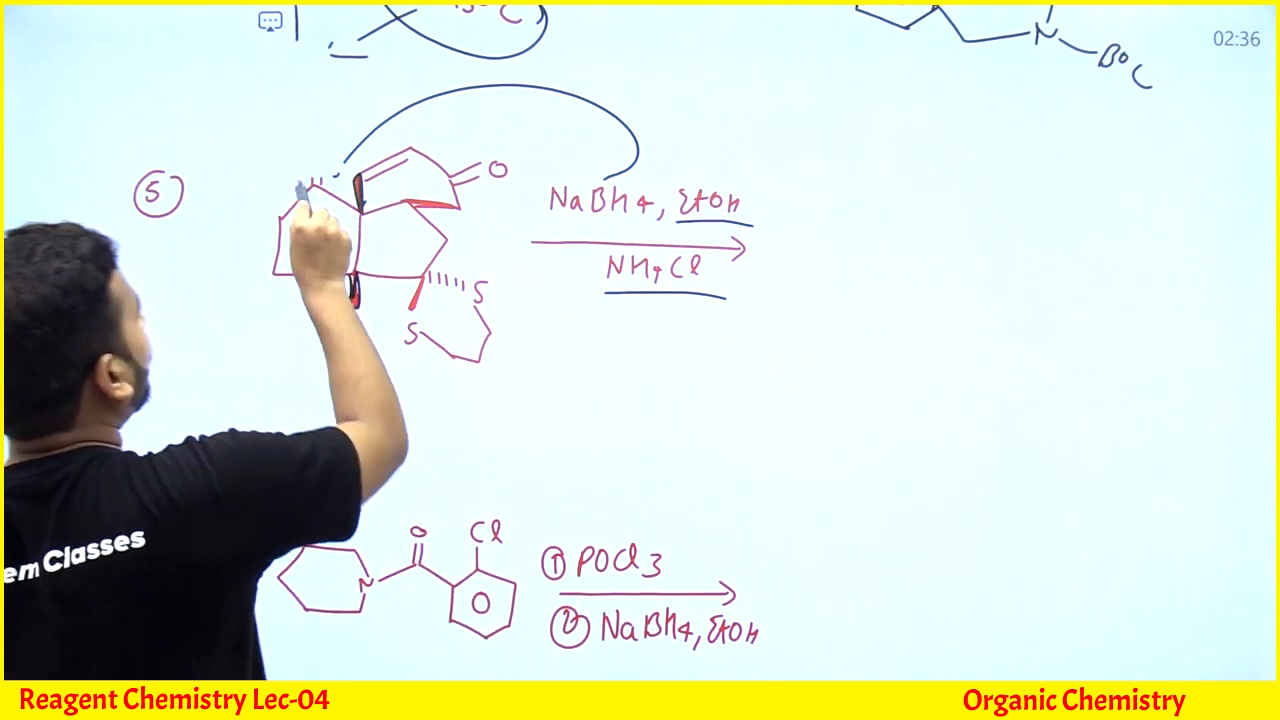 Boc
02:36
5
O
NaBH4, EtOH
NH4Cl
S
S
O
Cl
N
① POCl3
② NaBH4, EtOH
em Classes
Reagent Chemistry Lec-04
Organic Chemistry